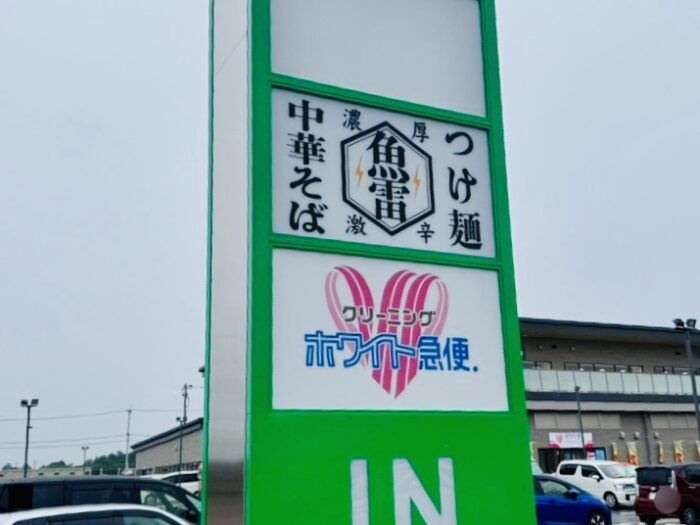 中華そば
濃厚
魚雷
激辛
つけ麺
クリーニング
ホワイト急便.
IN